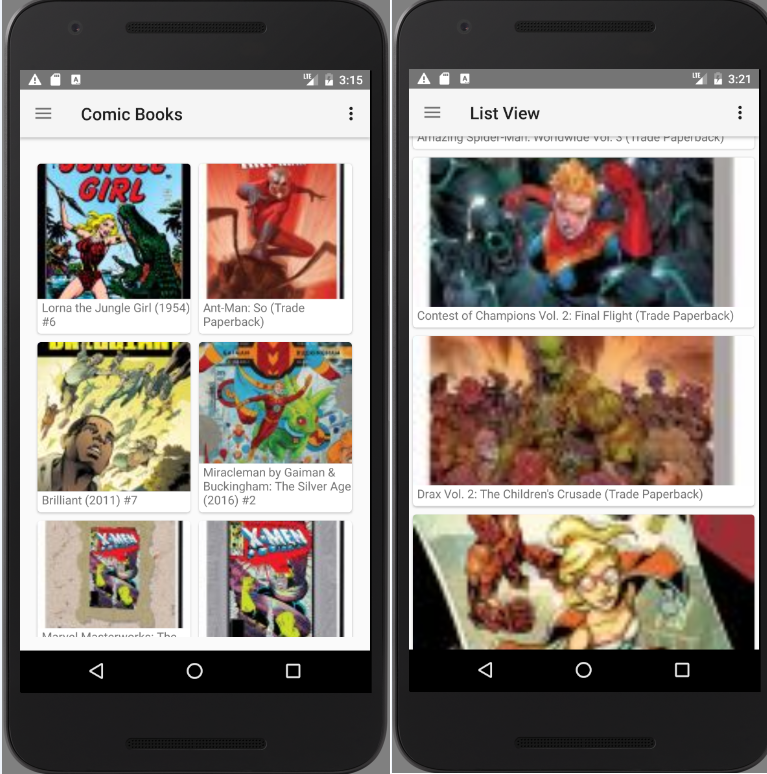 LTE 3:15
Comic Books
JUNGLE
GIRL
Lorna the Jungle Girl (1954)
#6
Ant-Man: So (Trade
Paperback)
BRILLIANT
Brilliant (2011) #7
Miracleman by Gaiman &
Buckingham: The Silver Age
(2016) #2
X-MEN
X-MEN
Marvel Masterworks: The
LTE 3:21
List View
Amazing Spider-Man: Worldwide Vol. 3 (Trade Paperback)
Contest of Champions Vol. 2: Final Flight (Trade Paperback)
Drax Vol. 2: The Children's Crusade (Trade Paperback)